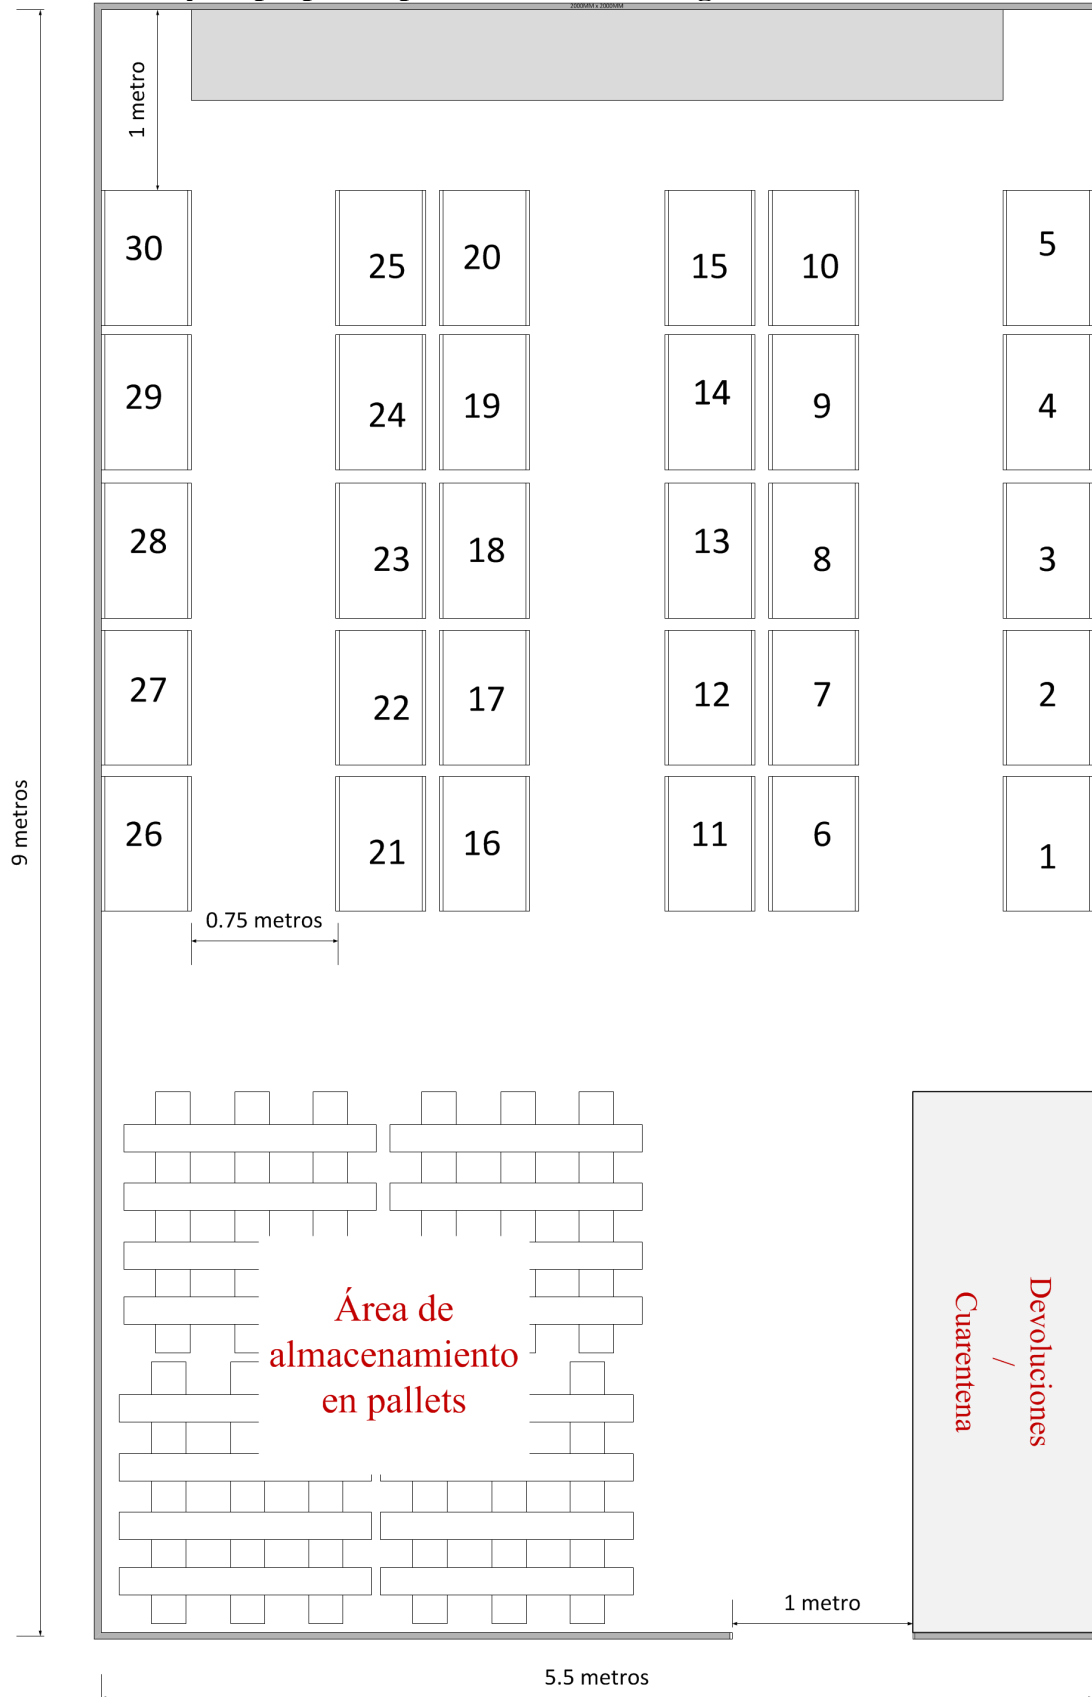 2000MM x 2000MM
1 metro
30 25 20 15 10 5
29 24 19 14 9 4
28 23 18 13 8 3
27 22 17 12 7 2
26 21 16 11 6 1
9 metros
0.75 metros
Área de
almacenamiento
en pallets
Devoluciones
/
Cuarentena
1 metro
5.5 metros